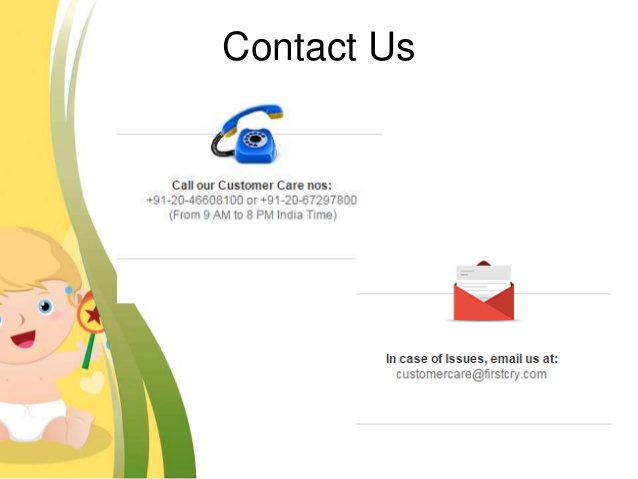 Contact Us
Call our Customer Care nos:
+91-20-46608100 or +91-20-67297800
(From 9 AM to 8 PM India Time)
In case of Issues, email us at:
customercare@firstcry.com